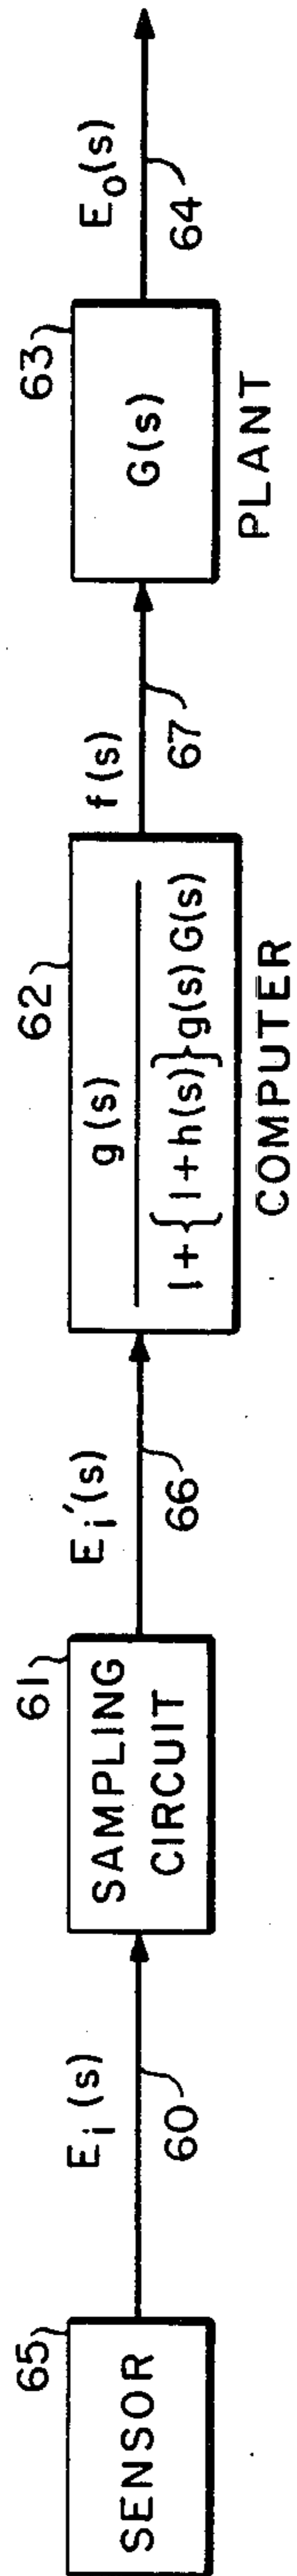 65
SENSOR
E_i(s)
60
61
SAMPLING
CIRCUIT
E_i'(s)
66
62
g(s)
1+{1+h(s)}g(s)G(s)
COMPUTER
f(s)
67
63
G(s)
PLANT
E_o(s)
64